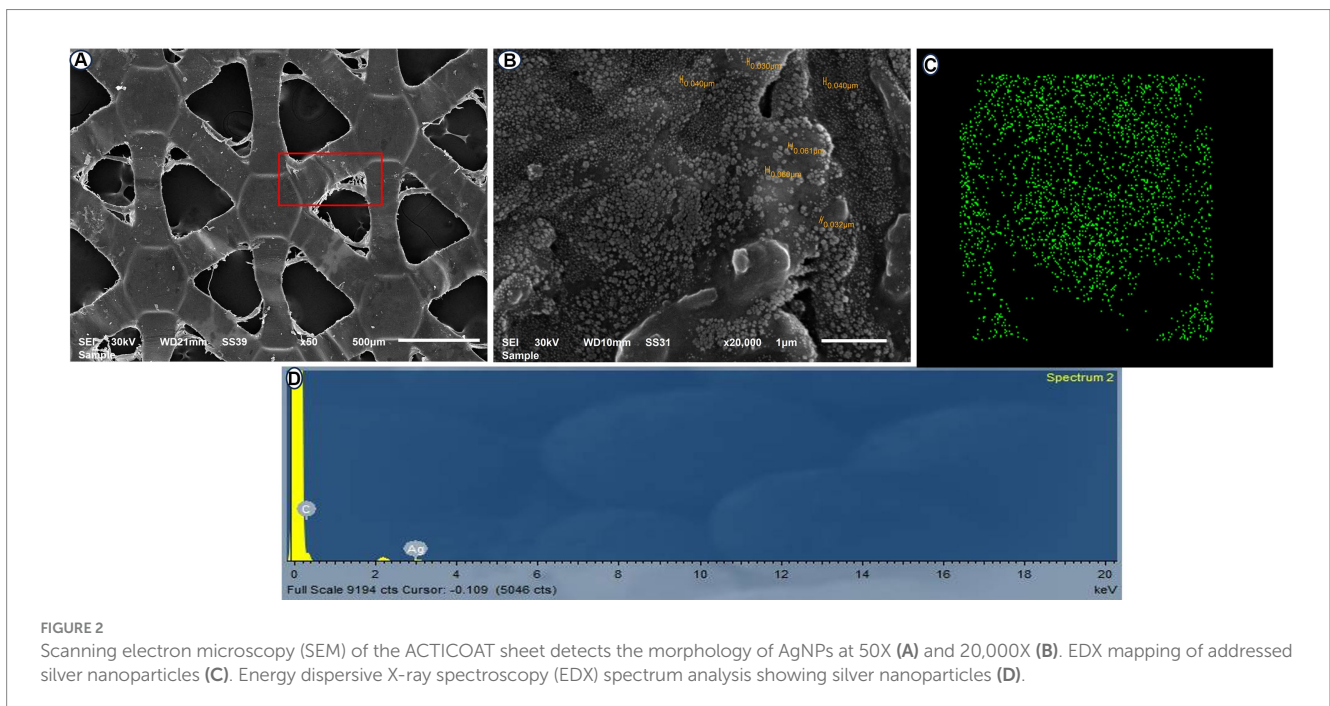 A
SEI 30kV WD21mm SS39 x50 500µm
Sample
B
0.040µm
0.030µm
0.040µm
0.061µm
0.032µm
SEI 30kV WD10mm SS31 x20,000 1µm
Sample
C
D
Spectrum 2
C
Ag
0 2 4 6 8 10 12 14 16 18 20
Full Scale 9194 cts Cursor: -0.109 (5046 cts) keV
FIGURE 2
Scanning electron microscopy (SEM) of the ACTICOAT sheet detects the morphology of AgNPs at 50X (A) and 20,000X (B). EDX mapping of addressed
silver nanoparticles (C). Energy dispersive X-ray spectroscopy (EDX) spectrum analysis showing silver nanoparticles (D).